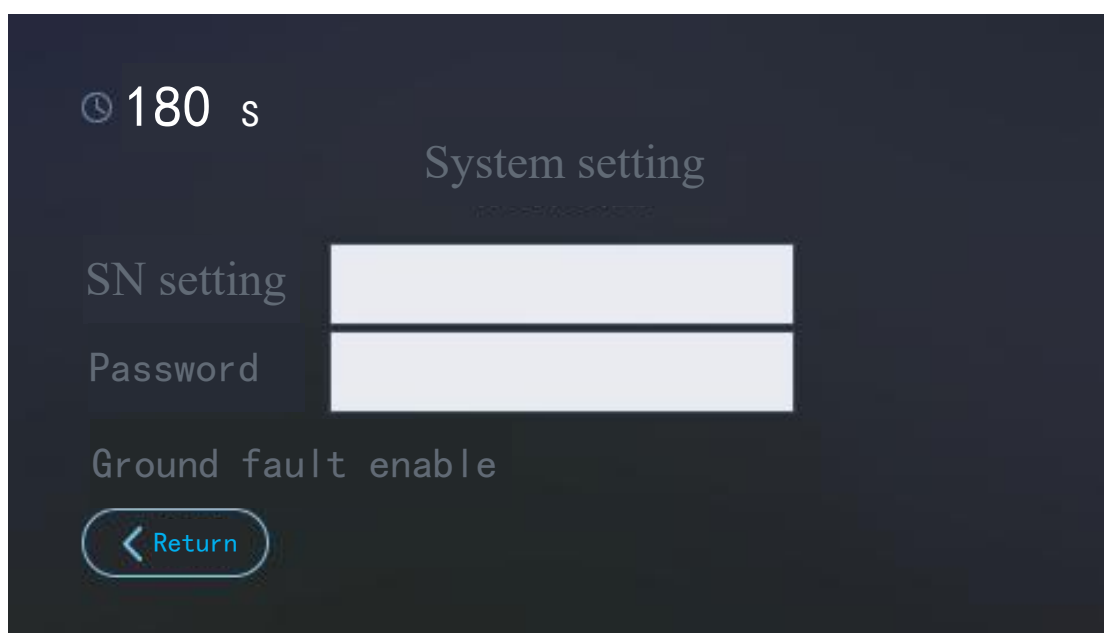 180 s
System setting
SN setting
Password
Ground fault enable
Return